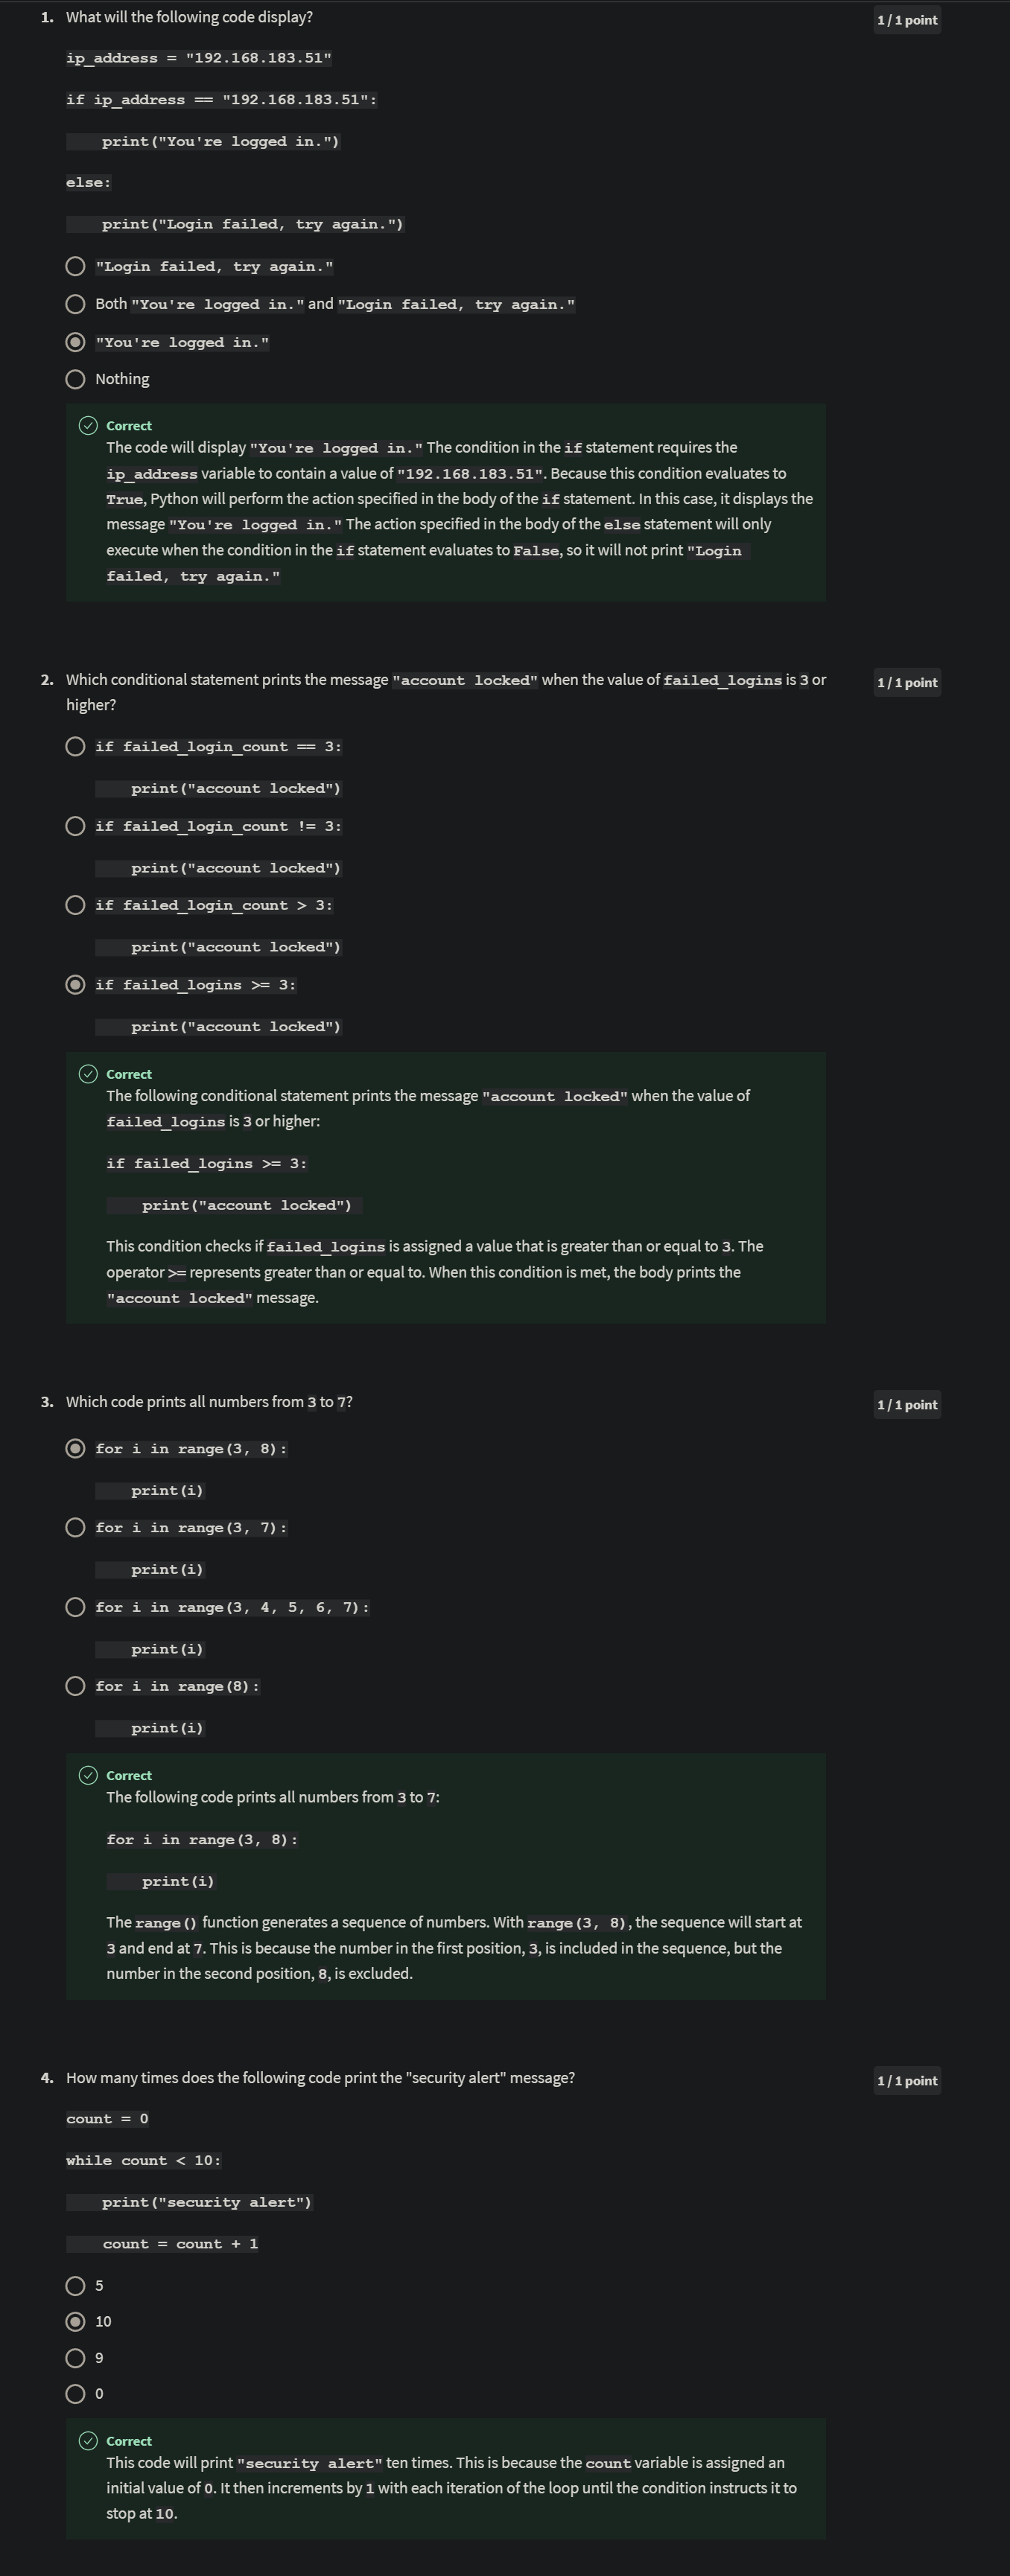 1. What will the following code display?
1 / 1 point
ip_address = "192.168.183.51"
if ip_address == "192.168.183.51":
    print("You're logged in.")
else:
    print("Login failed, try again.")
"Login failed, try again."
Both "You're logged in." and "Login failed, try again."
"You're logged in."
Nothing
Correct
The code will display "You're logged in." The condition in the if statement requires the
ip_address variable to contain a value of "192.168.183.51". Because this condition evaluates to
True, Python will perform the action specified in the body of the if statement. In this case, it displays the
message "You're logged in." The action specified in the body of the else statement will only
execute when the condition in the if statement evaluates to False, so it will not print "Login
failed, try again."
2. Which conditional statement prints the message "account locked" when the value of failed_logins is 3 or
higher?
1 / 1 point
if failed_login_count == 3:
    print("account locked")
if failed_login_count != 3:
    print("account locked")
if failed_login_count > 3:
    print("account locked")
if failed_logins >= 3:
    print("account locked")
Correct
The following conditional statement prints the message "account locked" when the value of
failed_logins is 3 or higher:
if failed_logins >= 3:
    print("account locked")
This condition checks if failed_logins is assigned a value that is greater than or equal to 3. The
operator >= represents greater than or equal to. When this condition is met, the body prints the
"account locked" message.
3. Which code prints all numbers from 3 to 7?
1 / 1 point
for i in range(3, 8):
    print(i)
for i in range(3, 7):
    print(i)
for i in range(3, 4, 5, 6, 7):
    print(i)
for i in range(8):
    print(i)
Correct
The following code prints all numbers from 3 to 7:
for i in range(3, 8):
    print(i)
The range() function generates a sequence of numbers. With range(3, 8), the sequence will start at
3 and end at 7. This is because the number in the first position, 3, is included in the sequence, but the
number in the second position, 8, is excluded.
4. How many times does the following code print the "security alert" message?
1 / 1 point
count = 0
while count < 10:
    print("security alert")
    count = count + 1
5
10
9
0
Correct
This code will print "security alert" ten times. This is because the count variable is assigned an
initial value of 0. It then increments by 1 with each iteration of the loop until the condition instructs it to
stop at 10.